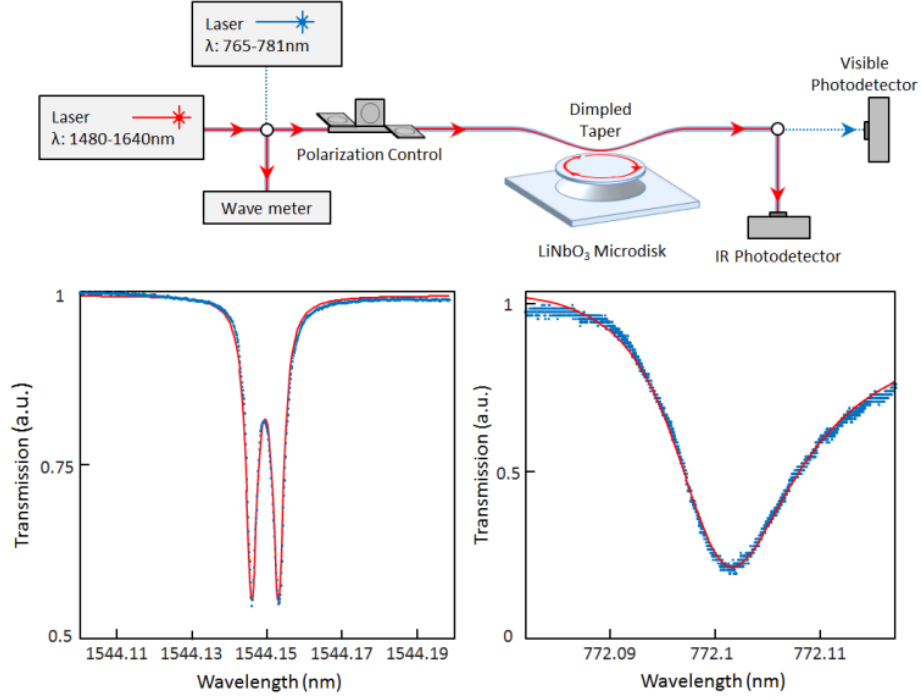 Laser
λ: 765-781nm
Visible
Photodetector
Laser
λ: 1480-1640nm
Dimpled
Taper
Polarization Control
Wave meter
LiNbO₃ Microdisk
IR Photodetector
Transmission (a.u.)
1
0.75
0.5
1544.11
1544.13
1544.15
1544.17
1544.19
Wavelength (nm)
Transmission (a.u.)
1
0.5
0
772.09
772.1
772.11
Wavelength (nm)